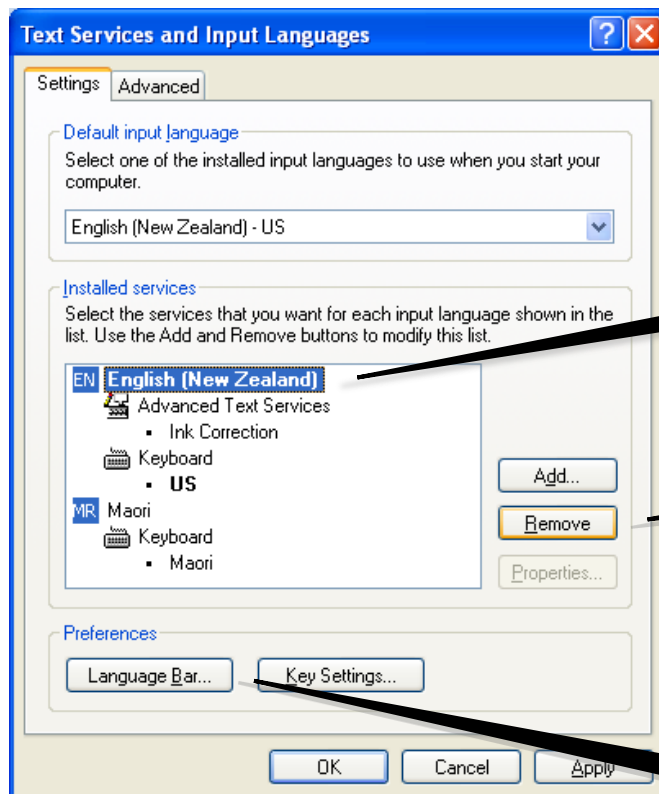 Text Services and Input Languages
Settings
Advanced
Default input language
Select one of the installed input languages to use when you start your
computer.
English (New Zealand) - US
Installed services
Select the services that you want for each input language shown in the
list. Use the Add and Remove buttons to modify this list.
EN English (New Zealand)
Advanced Text Services
Ink Correction
Keyboard
US
MR Maori
Keyboard
Maori
Add...
Remove
Properties...
Preferences
Language Bar...
Key Settings...
OK
Cancel
Apply